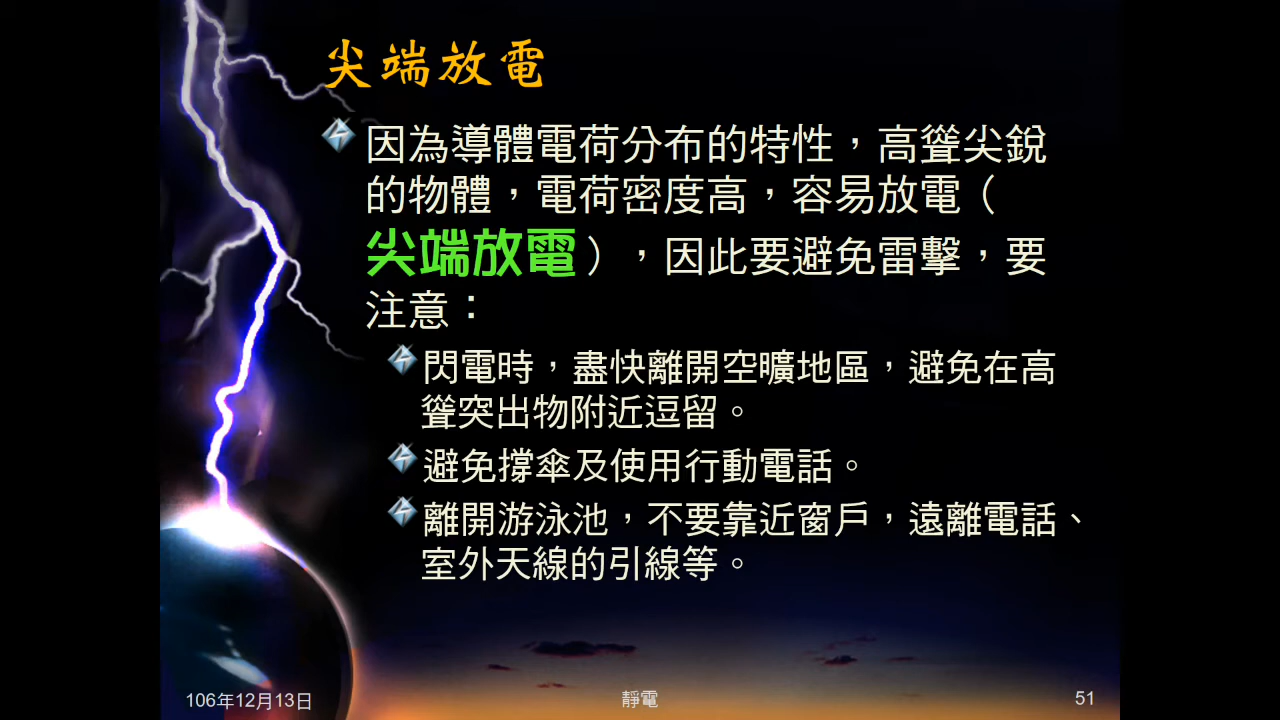 尖端放電
因為導體電荷分布的特性，高聳尖銳
的物體，電荷密度高，容易放電（
尖端放電），因此要避免雷擊，要
注意：
閃電時，盡快離開空曠地區，避免在高
聳突出物附近逗留。
避免撐傘及使用行動電話。
離開游泳池，不要靠近窗戶，遠離電話、
室外天線的引線等。
106年12月13日
靜電
51